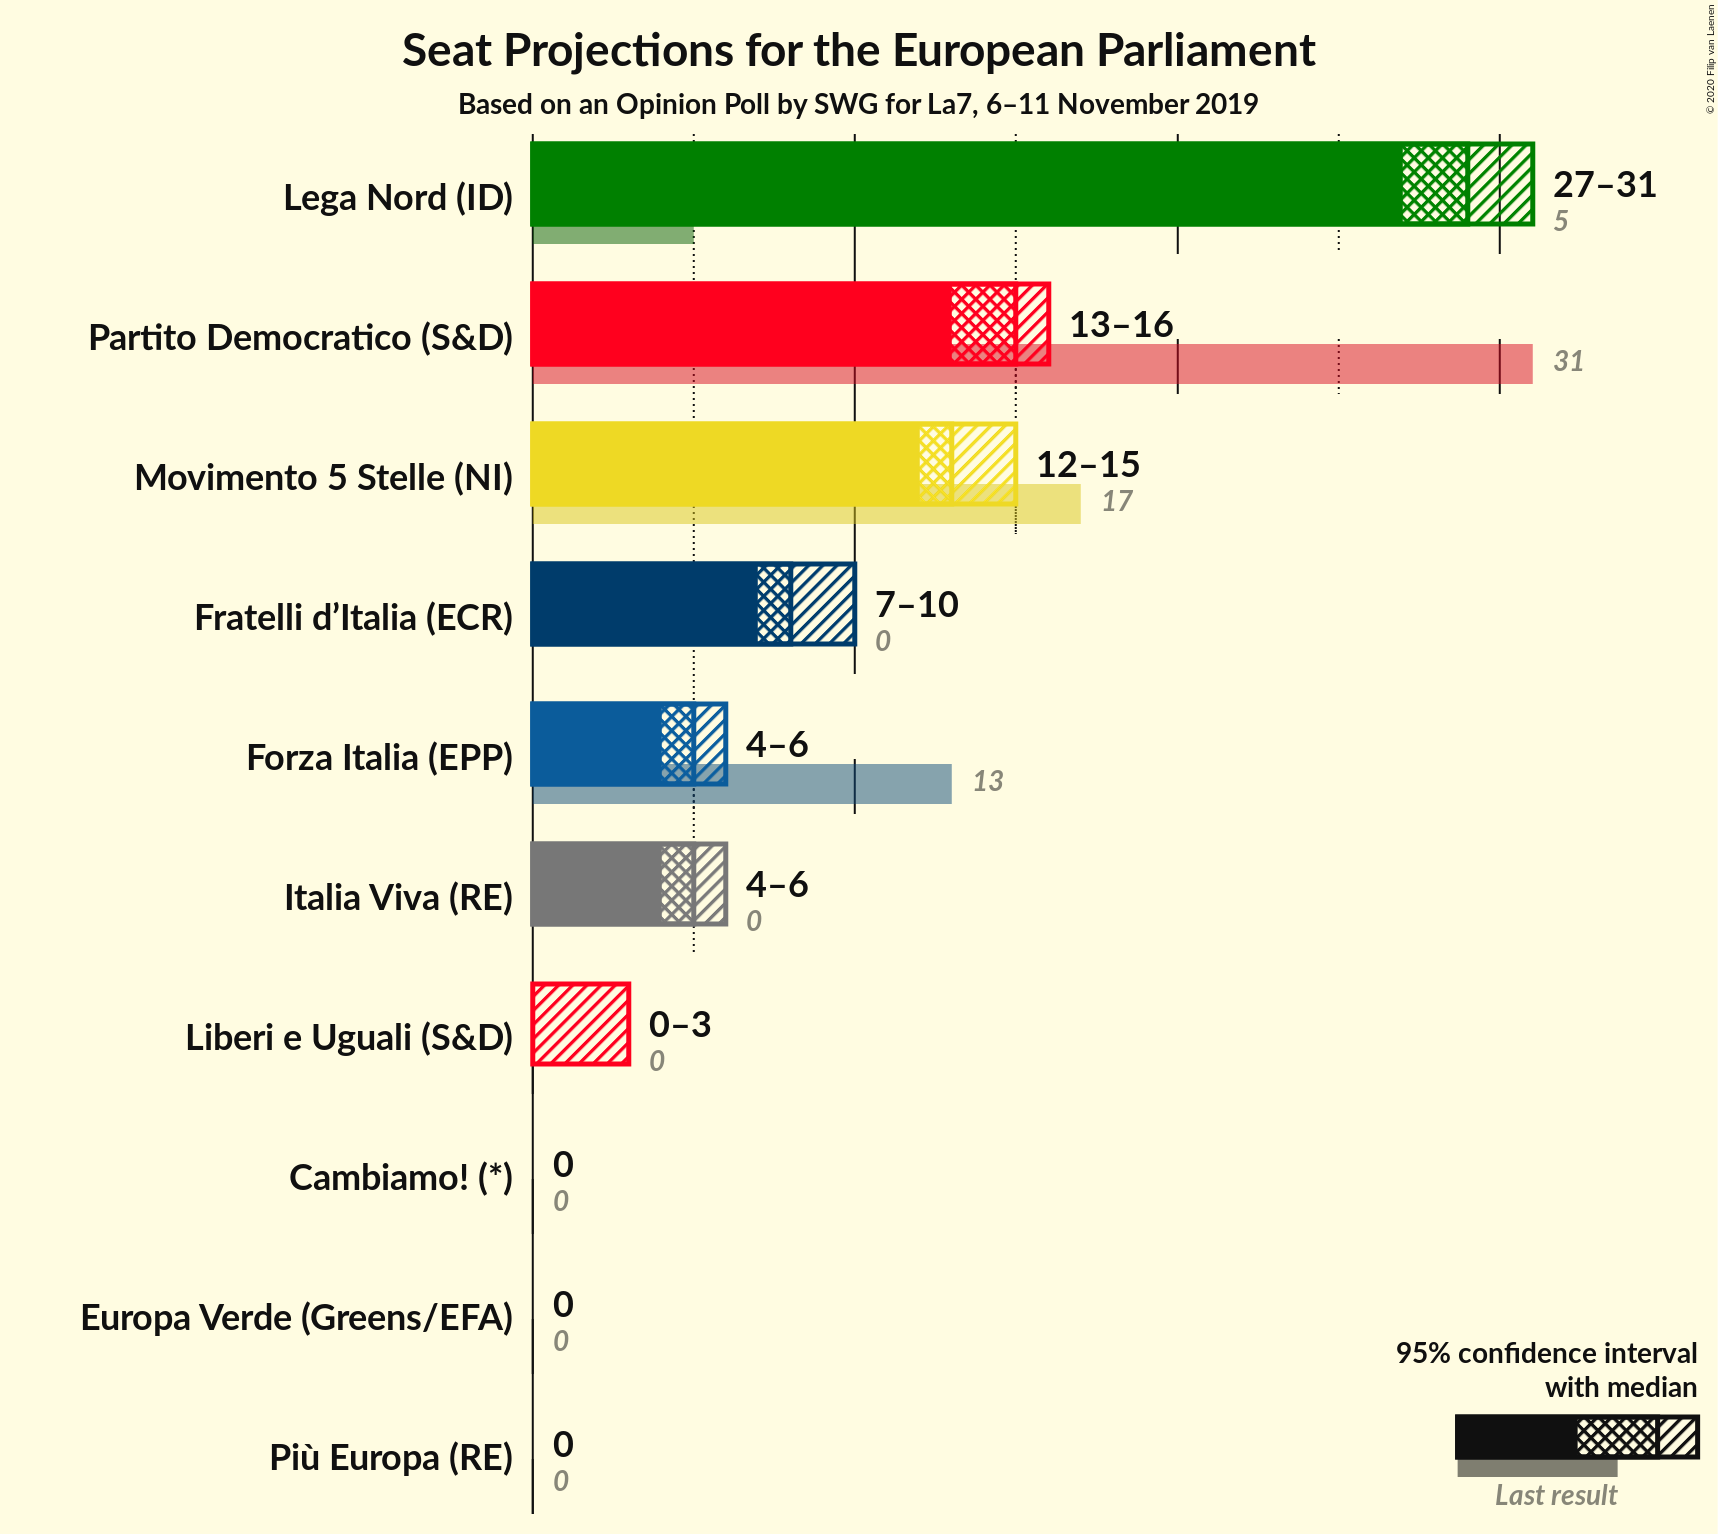 Seat Projections for the European Parliament
Based on an Opinion Poll by SWG for La7, 6–11 November 2019
© 2020 Filip van Laenen
Lega Nord (ID)
27–31
5
Partito Democratico (S&D)
13–16
31
Movimento 5 Stelle (NI)
12–15
17
Fratelli d’Italia (ECR)
7–10
0
Forza Italia (EPP)
4–6
13
Italia Viva (RE)
4–6
0
Liberi e Uguali (S&D)
0–3
0
Cambiamo! (*)
0
0
Europa Verde (Greens/EFA)
0
0
Più Europa (RE)
0
0
95% confidence interval
with median
Last result